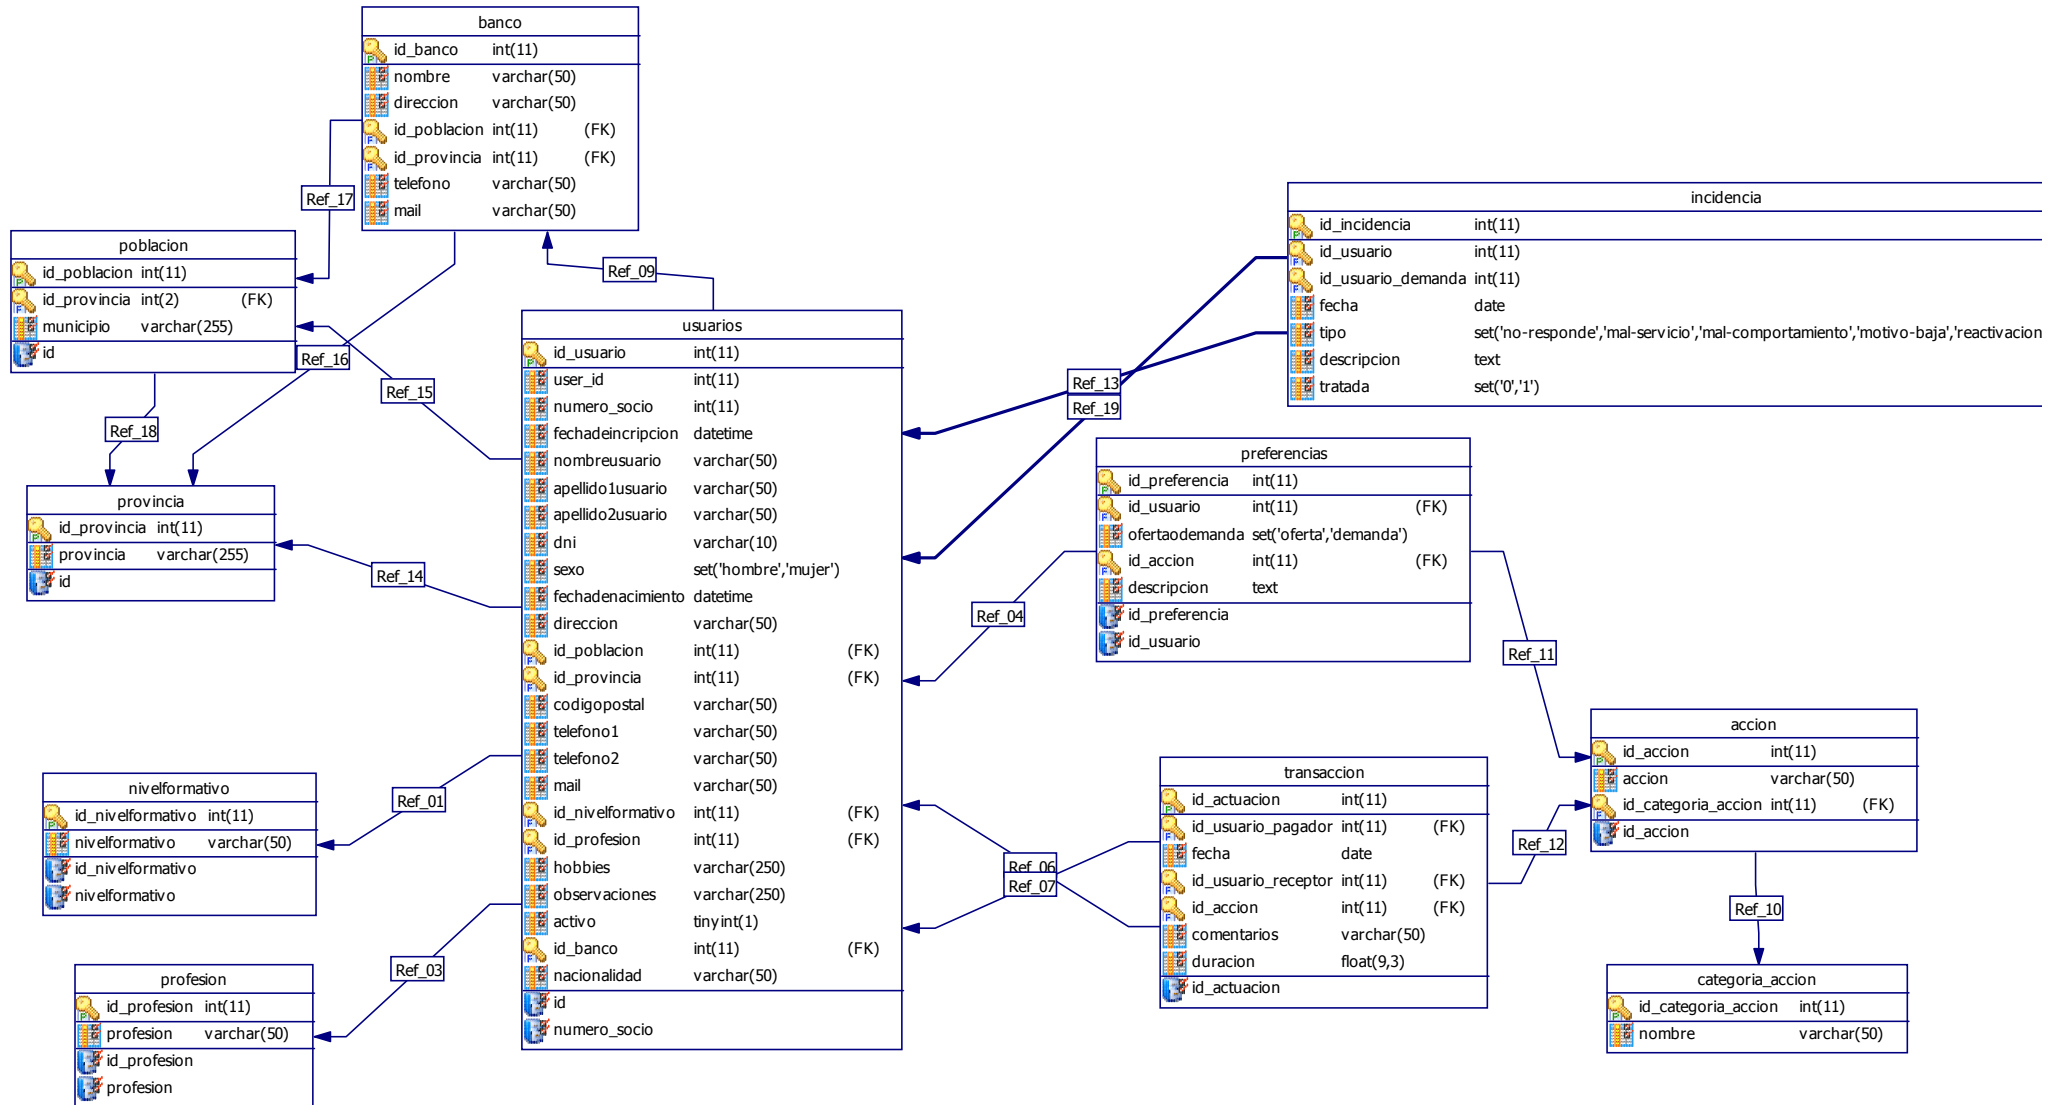 banco
id_banco int(11)
nombre varchar(50)
direccion varchar(50)
id_poblacion int(11) (FK)
id_provincia int(11) (FK)
telefono varchar(50)
mail varchar(50)
Ref_17
poblacion
id_poblacion int(11)
id_provincia int(2) (FK)
municipio varchar(255)
id
Ref_09
Ref_16
Ref_15
Ref_18
provincia
id_provincia int(11)
provincia varchar(255)
id
Ref_14
usuarios
id_usuario int(11)
user_id int(11)
numero_socio int(11)
fechadeincripcion datetime
nombreusuario varchar(50)
apellido1usuario varchar(50)
apellido2usuario varchar(50)
dni varchar(10)
sexo set('hombre','mujer')
fechadenacimiento datetime
direccion varchar(50)
id_poblacion int(11) (FK)
id_provincia int(11) (FK)
codigopostal varchar(50)
telefono1 varchar(50)
telefono2 varchar(50)
mail varchar(50)
id_nivelformativo int(11) (FK)
id_profesion int(11) (FK)
hobbies varchar(250)
observaciones varchar(250)
activo tinyint(1)
id_banco int(11) (FK)
nacionalidad varchar(50)
id
numero_socio
incidencia
id_incidencia int(11)
id_usuario int(11)
id_usuario_demanda int(11)
fecha date
tipo set('no-responde','mal-servicio','mal-comportamiento','motivo-baja','reactivacion
descripcion text
tratada set('0','1')
Ref_13
Ref_19
preferencias
id_preferencia int(11)
id_usuario int(11) (FK)
ofertaodemanda set('oferta','demanda')
id_accion int(11) (FK)
descripcion text
id_preferencia
id_usuario
Ref_04
Ref_11
accion
id_accion int(11)
accion varchar(50)
id_categoria_accion int(11) (FK)
id_accion
nivelformativo
id_nivelformativo int(11)
nivelformativo varchar(50)
id_nivelformativo
nivelformativo
Ref_01
transaccion
id_actuacion int(11)
id_usuario_pagador int(11) (FK)
fecha date
id_usuario_receptor int(11) (FK)
id_accion int(11) (FK)
comentarios varchar(50)
duracion float(9,3)
id_actuacion
Ref_06
Ref_07
Ref_12
Ref_10
profesion
id_profesion int(11)
profesion varchar(50)
id_profesion
profesion
Ref_03
categoria_accion
id_categoria_accion int(11)
nombre varchar(50)